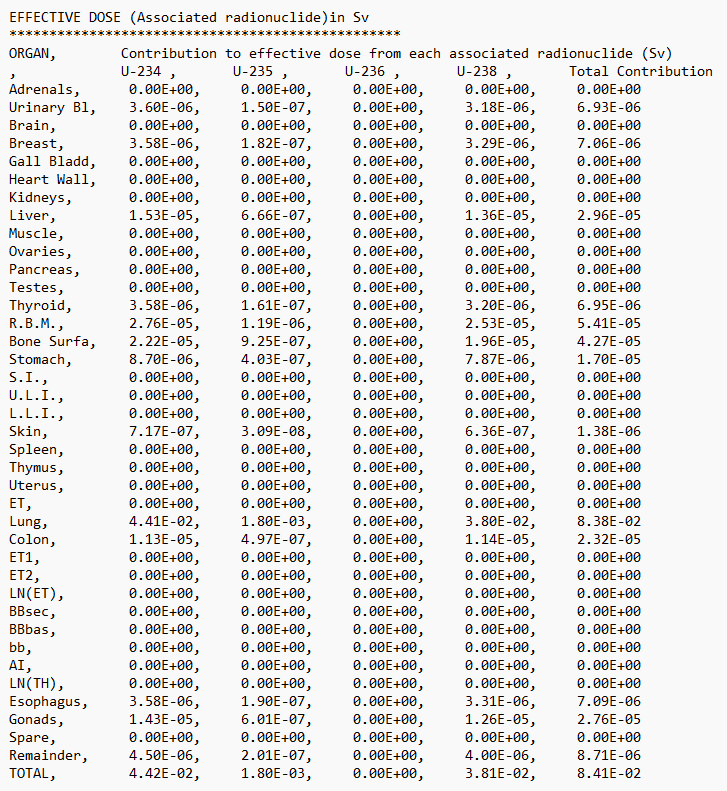 EFFECTIVE DOSE (Associated radionuclide)in Sv
*************************************************
ORGAN, Contribution to effective dose from each associated radionuclide (Sv)
, U-234 , U-235 , U-236 , U-238 , Total Contribution
Adrenals, 0.00E+00, 0.00E+00, 0.00E+00, 0.00E+00, 0.00E+00
Urinary Bl, 3.60E-06, 1.50E-07, 0.00E+00, 3.18E-06, 6.93E-06
Brain, 0.00E+00, 0.00E+00, 0.00E+00, 0.00E+00, 0.00E+00
Breast, 3.58E-06, 1.82E-07, 0.00E+00, 3.29E-06, 7.06E-06
Gall Bladd, 0.00E+00, 0.00E+00, 0.00E+00, 0.00E+00, 0.00E+00
Heart Wall, 0.00E+00, 0.00E+00, 0.00E+00, 0.00E+00, 0.00E+00
Kidneys, 0.00E+00, 0.00E+00, 0.00E+00, 0.00E+00, 0.00E+00
Liver, 1.53E-05, 6.66E-07, 0.00E+00, 1.36E-05, 2.96E-05
Muscle, 0.00E+00, 0.00E+00, 0.00E+00, 0.00E+00, 0.00E+00
Ovaries, 0.00E+00, 0.00E+00, 0.00E+00, 0.00E+00, 0.00E+00
Pancreas, 0.00E+00, 0.00E+00, 0.00E+00, 0.00E+00, 0.00E+00
Testes, 0.00E+00, 0.00E+00, 0.00E+00, 0.00E+00, 0.00E+00
Thyroid, 3.58E-06, 1.61E-07, 0.00E+00, 3.20E-06, 6.95E-06
R.B.M., 2.76E-05, 1.19E-06, 0.00E+00, 2.53E-05, 5.41E-05
Bone Surfa, 2.22E-05, 9.25E-07, 0.00E+00, 1.96E-05, 4.27E-05
Stomach, 8.70E-06, 4.03E-07, 0.00E+00, 7.87E-06, 1.70E-05
S.I., 0.00E+00, 0.00E+00, 0.00E+00, 0.00E+00, 0.00E+00
U.L.I., 0.00E+00, 0.00E+00, 0.00E+00, 0.00E+00, 0.00E+00
L.L.I., 0.00E+00, 0.00E+00, 0.00E+00, 0.00E+00, 0.00E+00
Skin, 7.17E-07, 3.09E-08, 0.00E+00, 6.36E-07, 1.38E-06
Spleen, 0.00E+00, 0.00E+00, 0.00E+00, 0.00E+00, 0.00E+00
Thymus, 0.00E+00, 0.00E+00, 0.00E+00, 0.00E+00, 0.00E+00
Uterus, 0.00E+00, 0.00E+00, 0.00E+00, 0.00E+00, 0.00E+00
ET, 0.00E+00, 0.00E+00, 0.00E+00, 0.00E+00, 0.00E+00
Lung, 4.41E-02, 1.80E-03, 0.00E+00, 3.80E-02, 8.38E-02
Colon, 1.13E-05, 4.97E-07, 0.00E+00, 1.14E-05, 2.32E-05
ET1, 0.00E+00, 0.00E+00, 0.00E+00, 0.00E+00, 0.00E+00
ET2, 0.00E+00, 0.00E+00, 0.00E+00, 0.00E+00, 0.00E+00
LN(ET), 0.00E+00, 0.00E+00, 0.00E+00, 0.00E+00, 0.00E+00
BBsec, 0.00E+00, 0.00E+00, 0.00E+00, 0.00E+00, 0.00E+00
BBbas, 0.00E+00, 0.00E+00, 0.00E+00, 0.00E+00, 0.00E+00
bb, 0.00E+00, 0.00E+00, 0.00E+00, 0.00E+00, 0.00E+00
AI, 0.00E+00, 0.00E+00, 0.00E+00, 0.00E+00, 0.00E+00
LN(TH), 0.00E+00, 0.00E+00, 0.00E+00, 0.00E+00, 0.00E+00
Esophagus, 3.58E-06, 1.90E-07, 0.00E+00, 3.31E-06, 7.09E-06
Gonads, 1.43E-05, 6.01E-07, 0.00E+00, 1.26E-05, 2.76E-05
Spare, 0.00E+00, 0.00E+00, 0.00E+00, 0.00E+00, 0.00E+00
Remainder, 4.50E-06, 2.01E-07, 0.00E+00, 4.00E-06, 8.71E-06
TOTAL, 4.42E-02, 1.80E-03, 0.00E+00, 3.81E-02, 8.41E-02